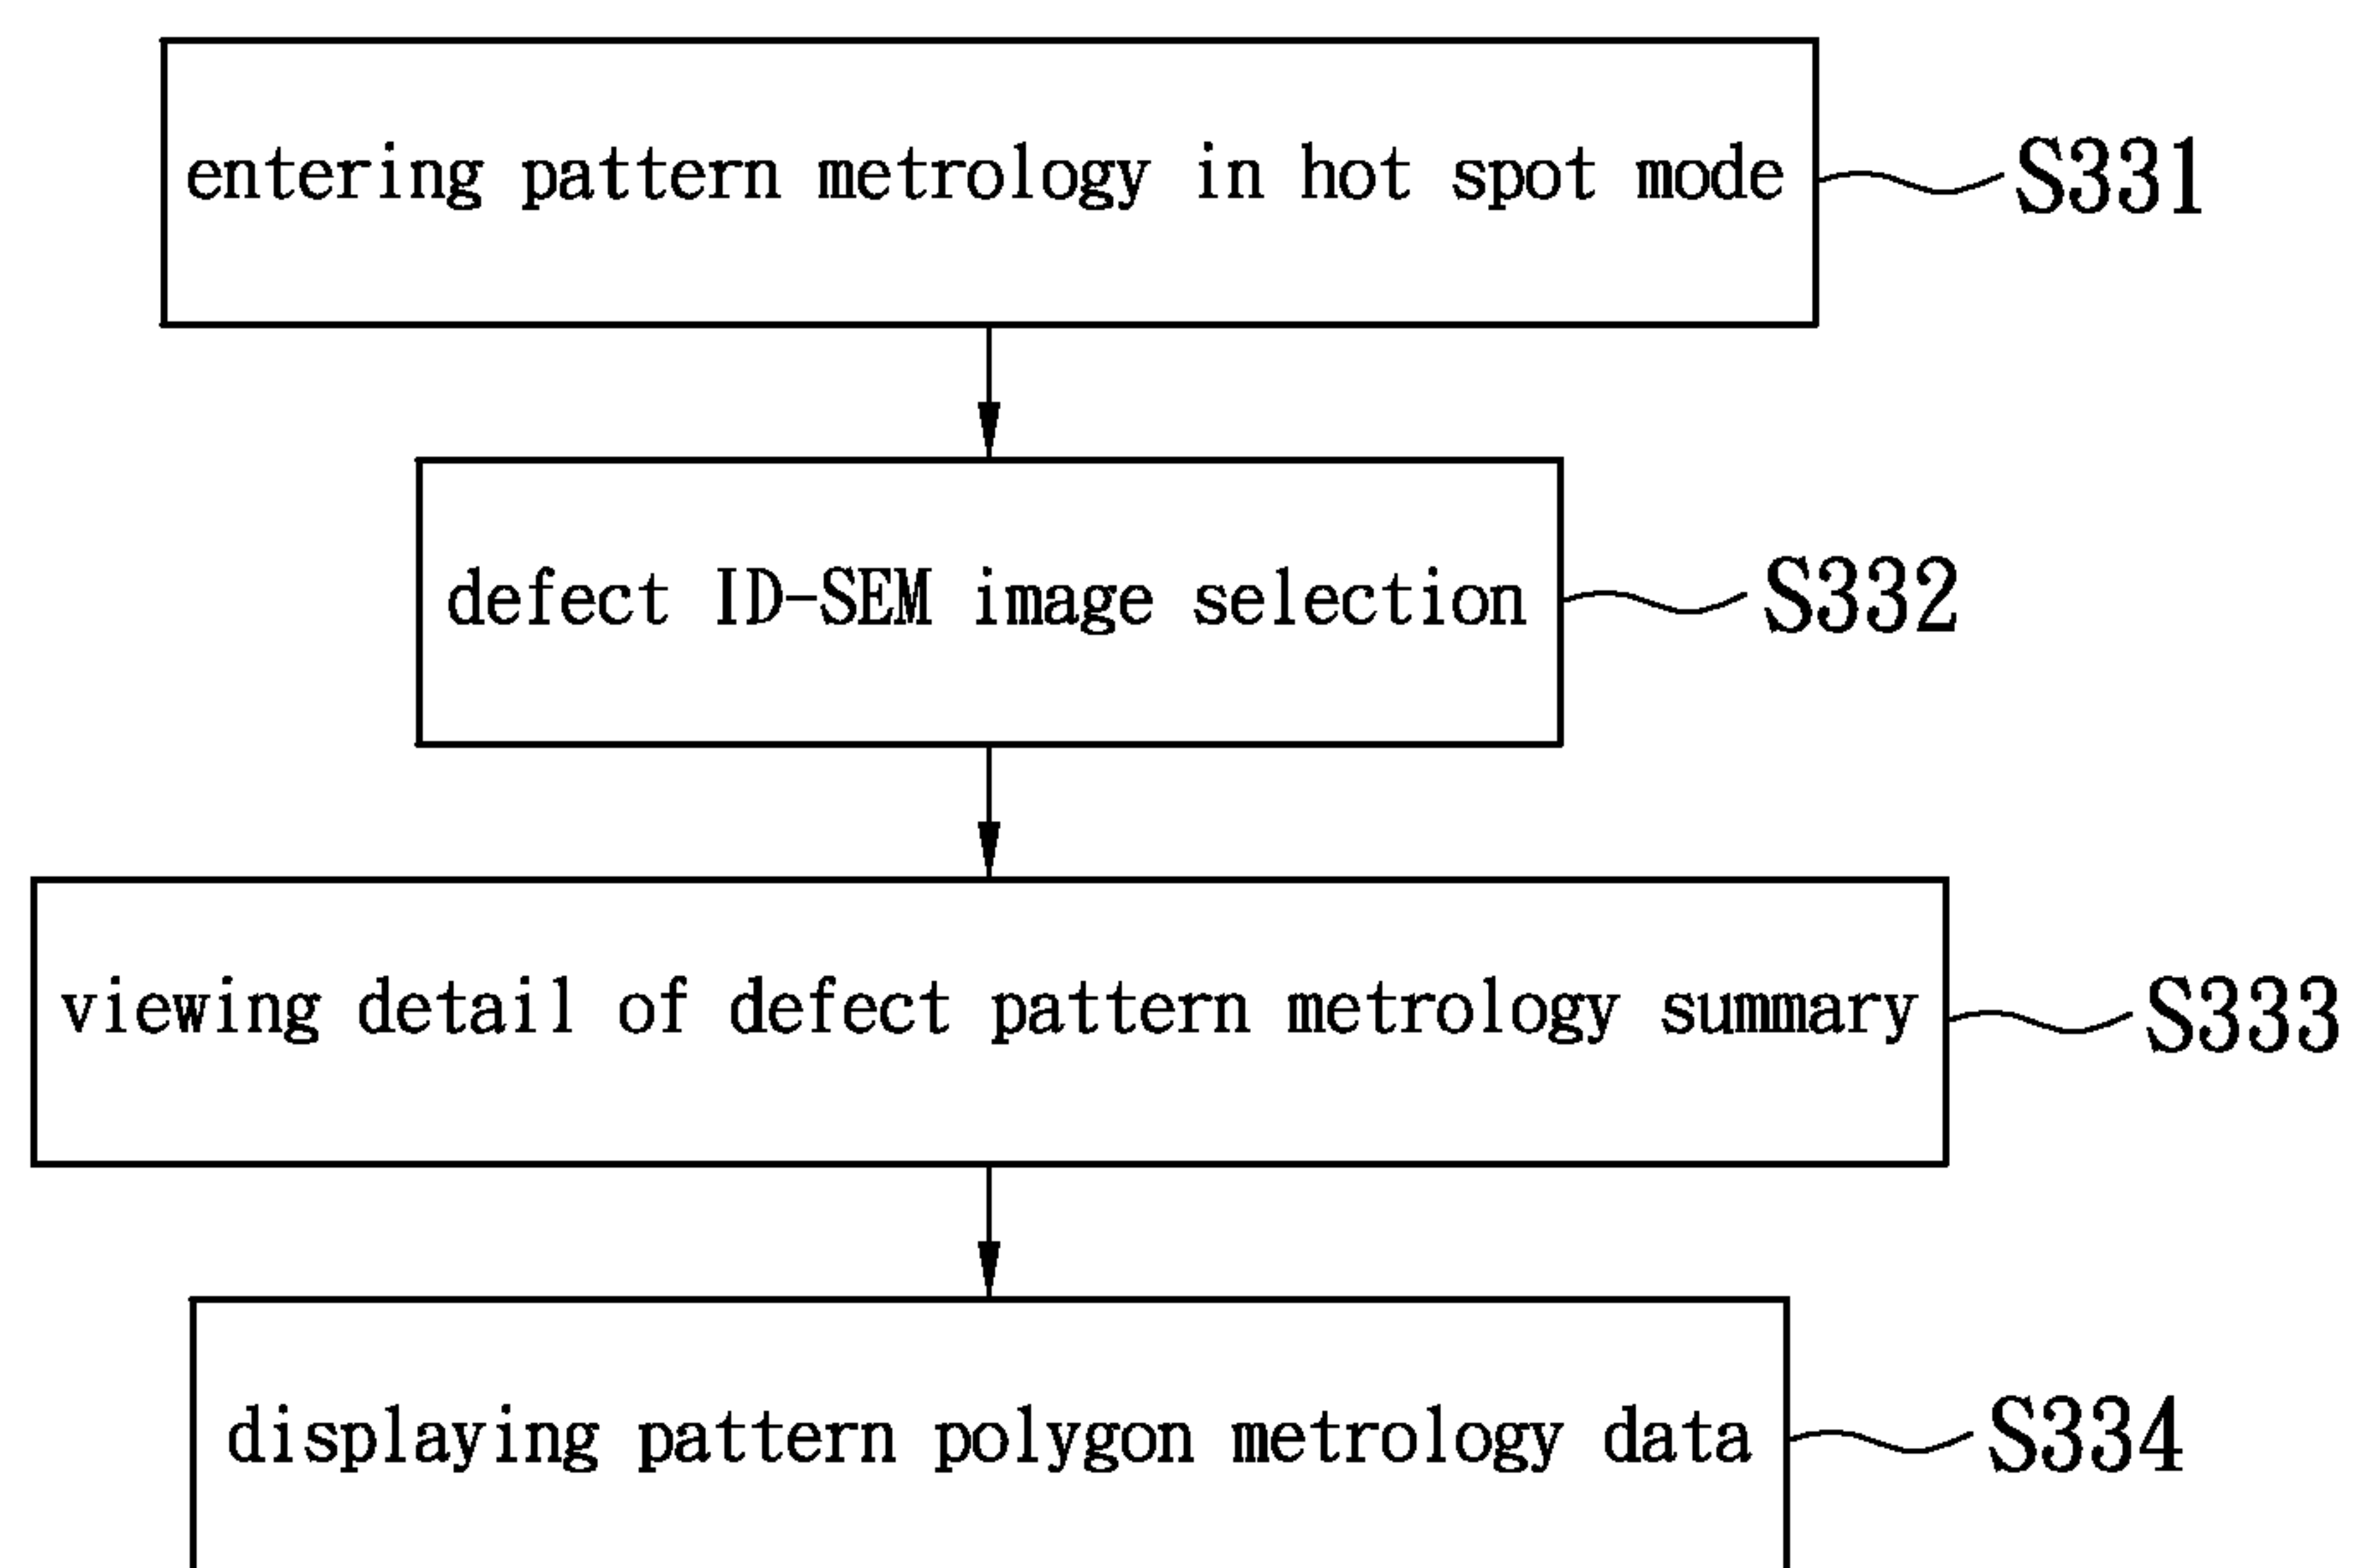 entering pattern metrology in hot spot mode S331
defect ID-SEM image selection S332
viewing detail of defect pattern metrology summary S333
displaying pattern polygon metrology data S334